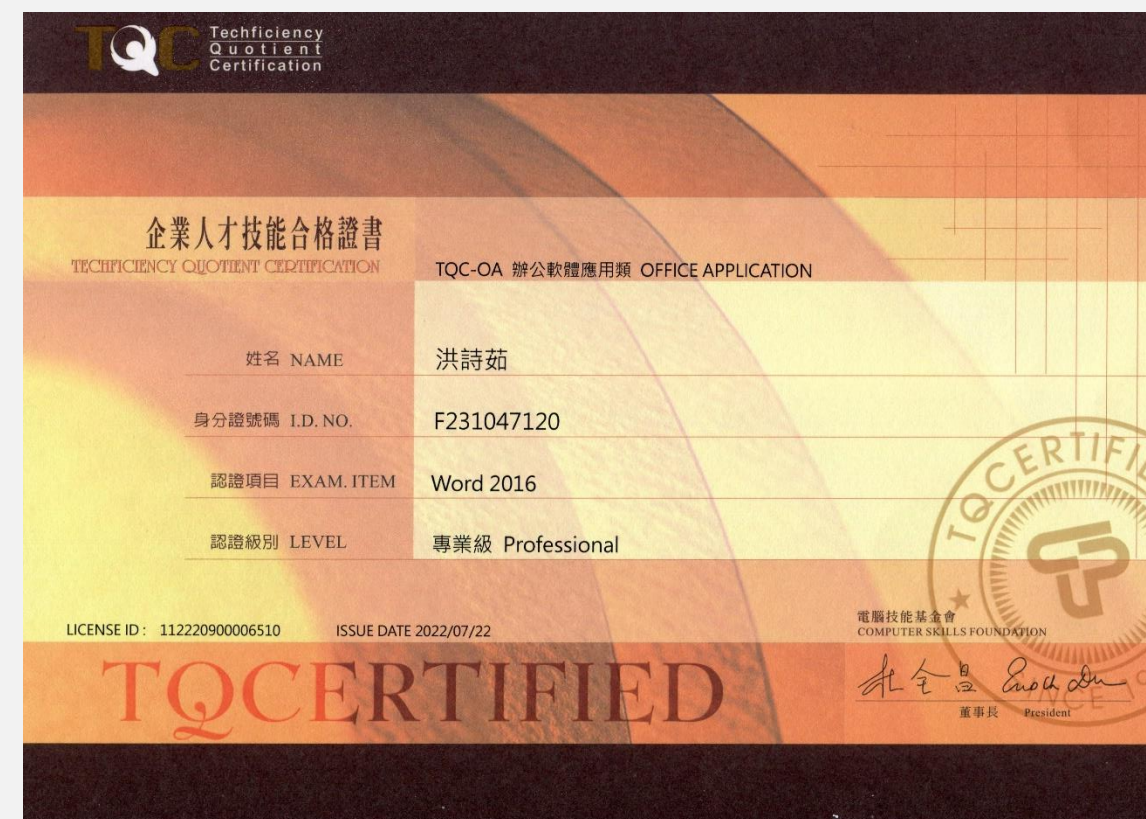 TQC Techficiency
Quotient
Certification
企業人才技能合格證書
TECHFICIENCY QUOTIENT CERTIFICATION
TQC-OA 辦公軟體應用類 OFFICE APPLICATION
姓名 NAME 洪詩茹
身分證號碼 I.D. NO. F231047120
認證項目 EXAM. ITEM Word 2016
認證級別 LEVEL 專業級 Professional
LICENSE ID : 112220900006510 ISSUE DATE 2022/07/22
電腦技能基金會
COMPUTER SKILLS FOUNDATION
TQCERTIFIED
杜全昌
董事長 President
TQCERTIFI